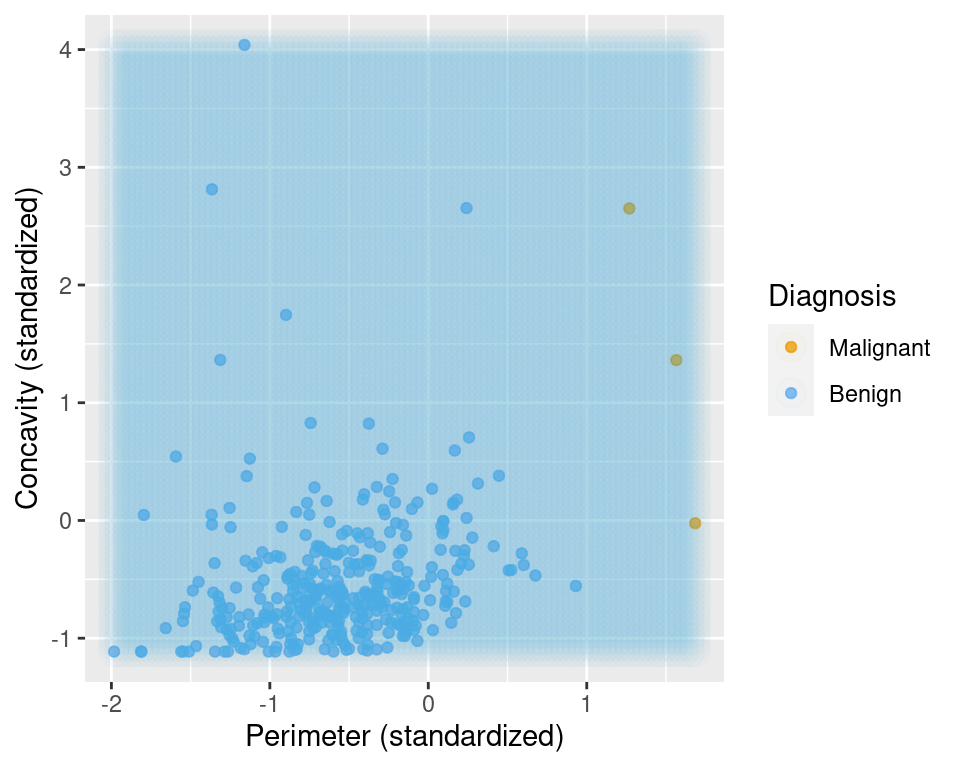 4
3
2
1
0
-1
-2 -1 0 1
Perimeter (standardized)
Concavity (standardized)
Diagnosis
Malignant
Benign